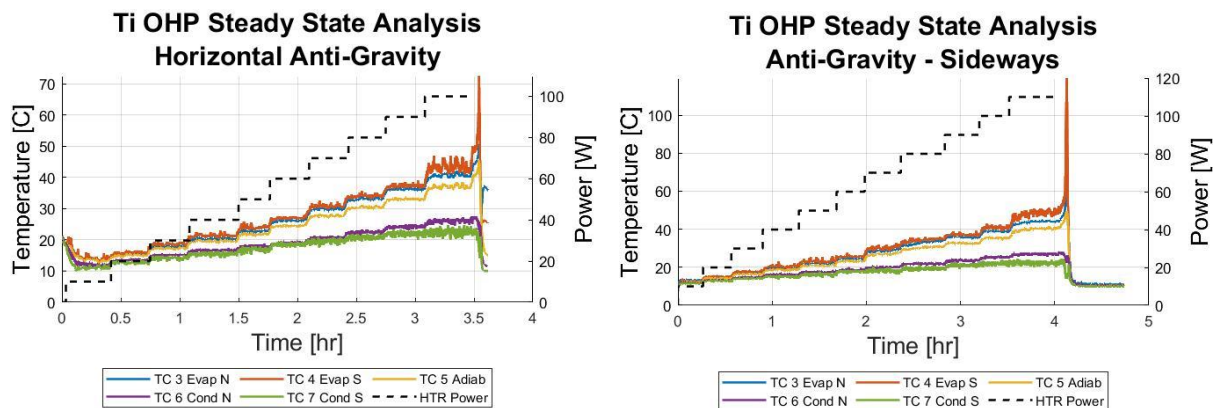 Ti OHP Steady State Analysis
Horizontal Anti-Gravity
Temperature [C]
70
60
50
40
30
20
10
0
0 0.5 1 1.5 2 2.5 3 3.5 4
Time [hr]
100
80
60
40
20
0
Power [W]
TC 3 Evap N TC 4 Evap S TC 5 Adiab
TC 6 Cond N TC 7 Cond S HTR Power
Ti OHP Steady State Analysis
Anti-Gravity - Sideways
Temperature [C]
100
80
60
40
20
0
0 1 2 3 4 5
Time [hr]
120
100
80
60
40
20
0
Power [W]
TC 3 Evap N TC 4 Evap S TC 5 Adiab
TC 6 Cond N TC 7 Cond S HTR Power